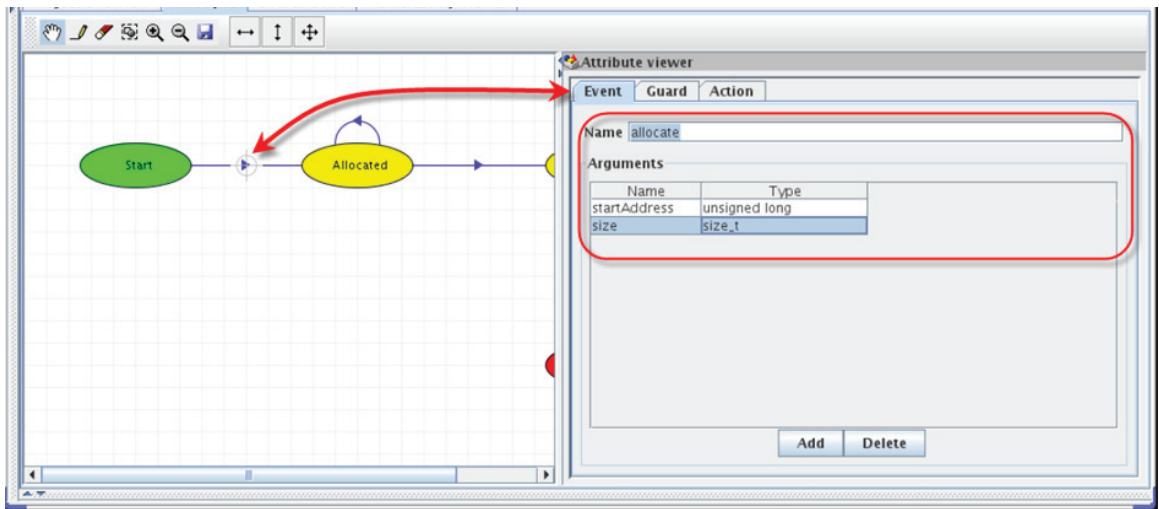 Attribute viewer
Event Guard Action
Name allocate
Start
Allocated
Arguments
Name Type
startAddress unsigned long
size size_t
Add Delete